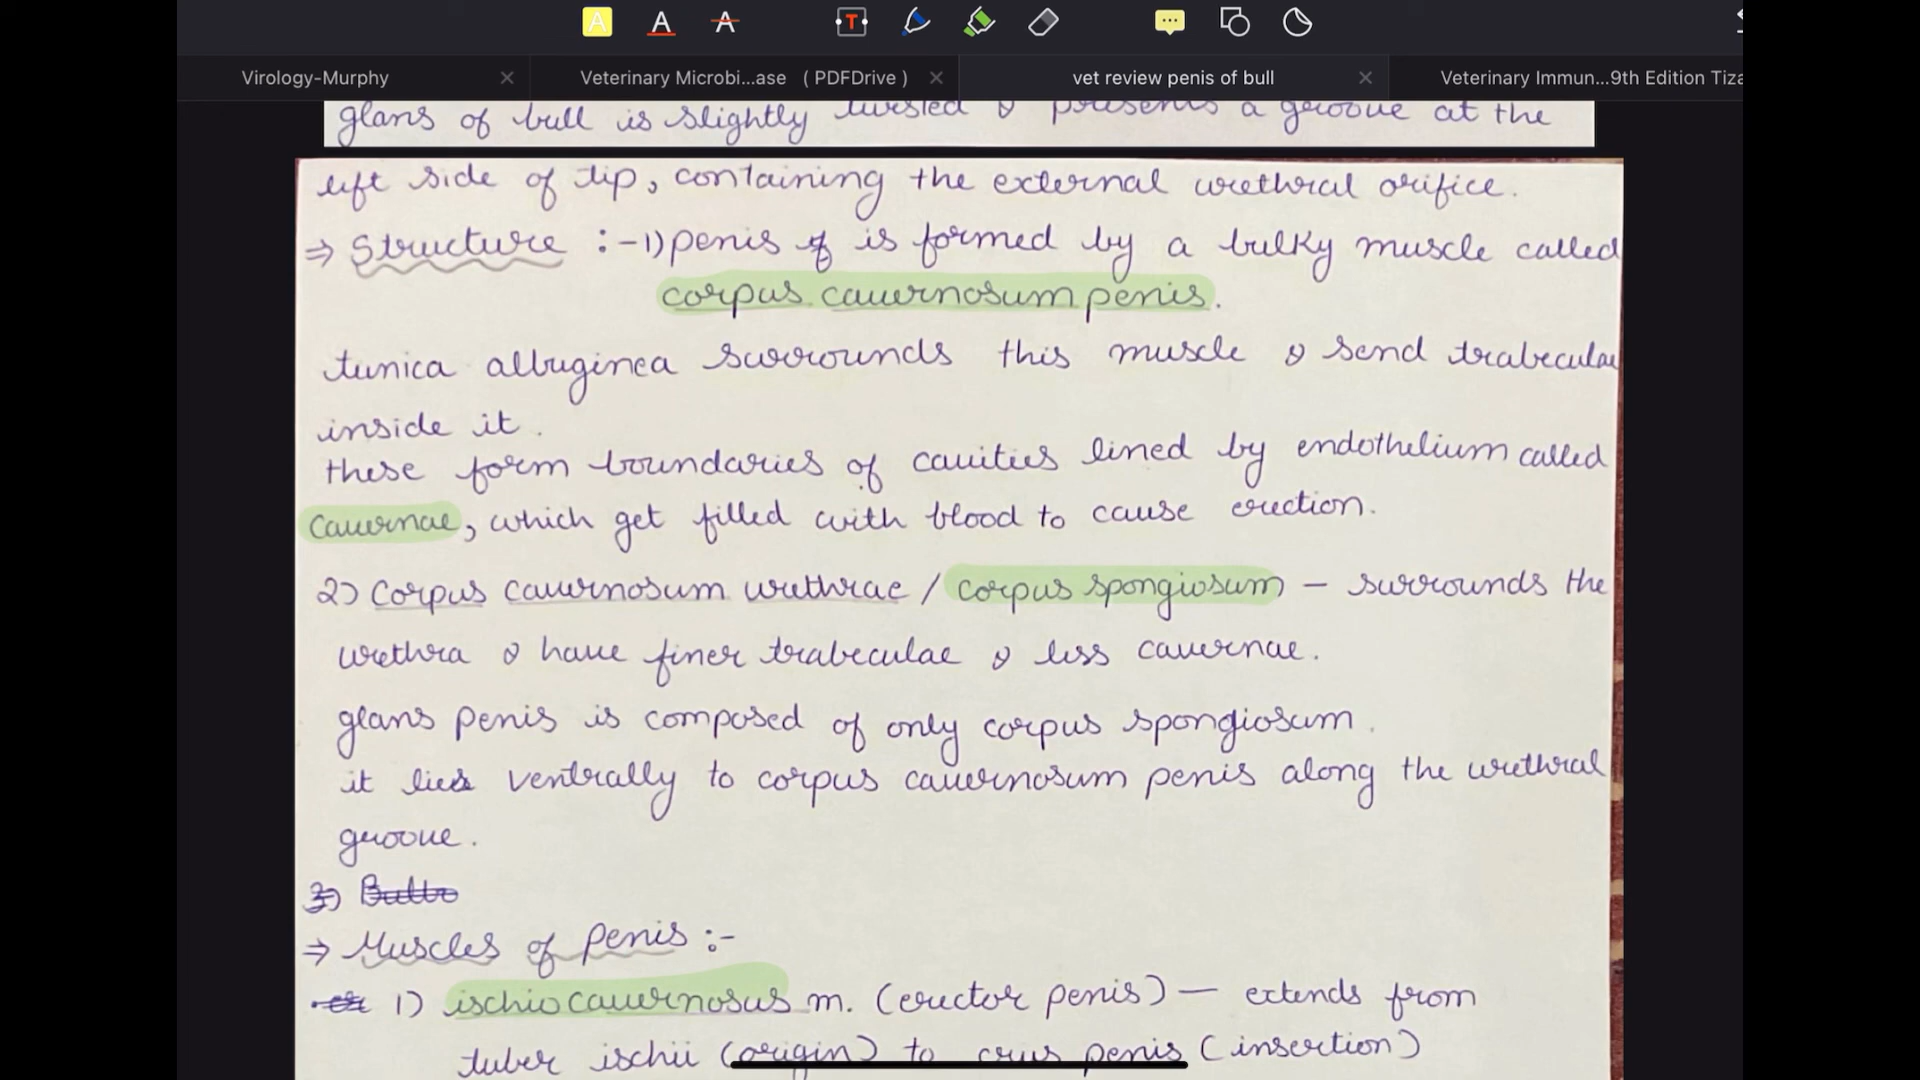 Virology-Murphy
Veterinary Microbi...ase ( PDFDrive )
vet review penis of bull
Veterinary Immun...9th Edition Tiza
glans of bull is slightly twisted & presents a groove at the
left side of tip, containing the external urethral orifice.
⇒ Structure :- 1) penis is formed by a bulky muscle called
corpus cavernosum penis.
tunica albuginea surrounds this muscle & send trabeculae
inside it.
these form boundaries of cavities lined by endothelium called
cavernae, which get filled with blood to cause erection.
2) Corpus cavernosum urethrae / corpus spongiosum - surrounds the
urethra & have finer trabeculae & less cavernae.
glans penis is composed of only corpus spongiosum.
it lies ventrally to corpus cavernosum penis along the urethral
groove.
3) Bulbo
⇒ Muscles of penis :-
1) ischiocavernosus m. (erector penis) - extends from
tuber ischii (origin) to crus penis (insertion)